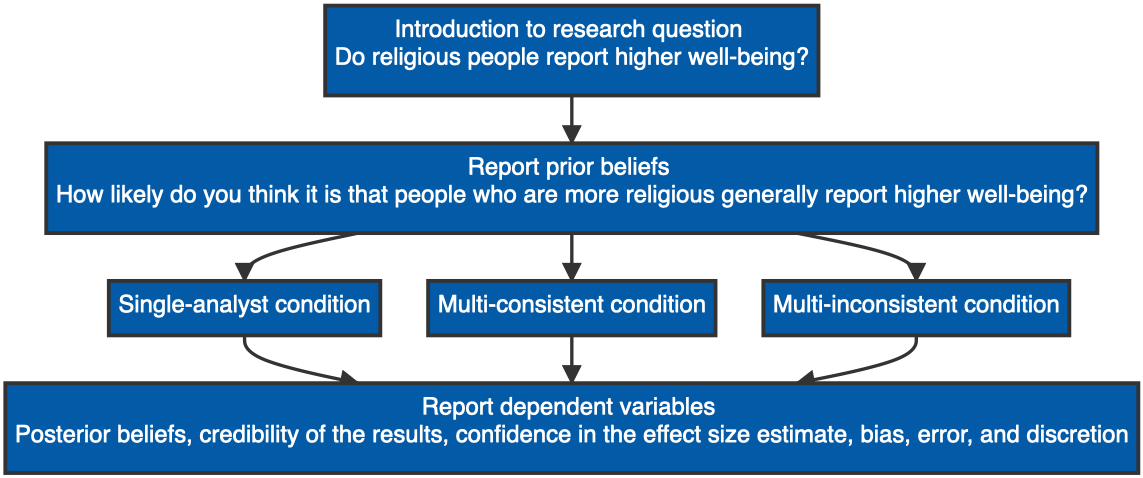 Introduction to research question
Do religious people report higher well-being?
Report prior beliefs
How likely do you think it is that people who are more religious generally report higher well-being?
Single-analyst condition
Multi-consistent condition
Multi-inconsistent condition
Report dependent variables
Posterior beliefs, credibility of the results, confidence in the effect size estimate, bias, error, and discretion